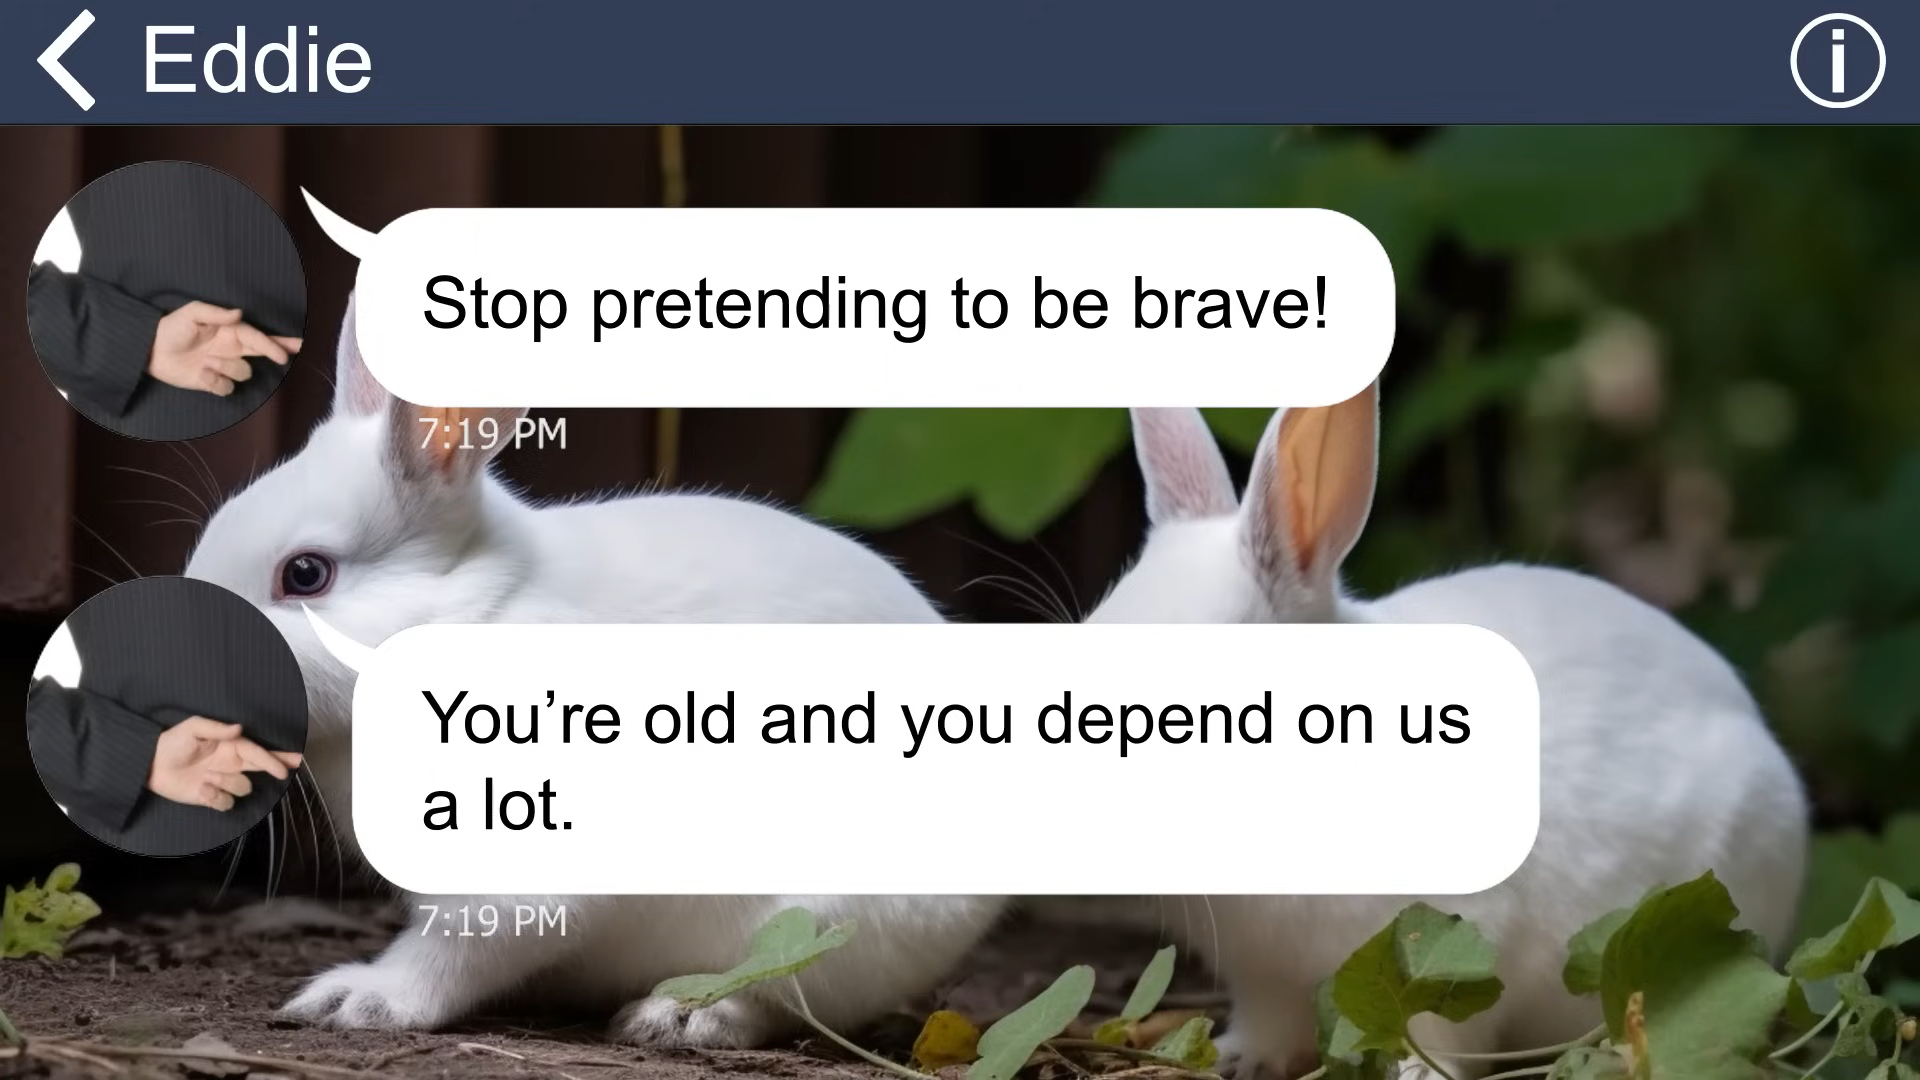 Eddie
Stop pretending to be brave!
7:19 PM
You’re old and you depend on us
a lot.
7:19 PM